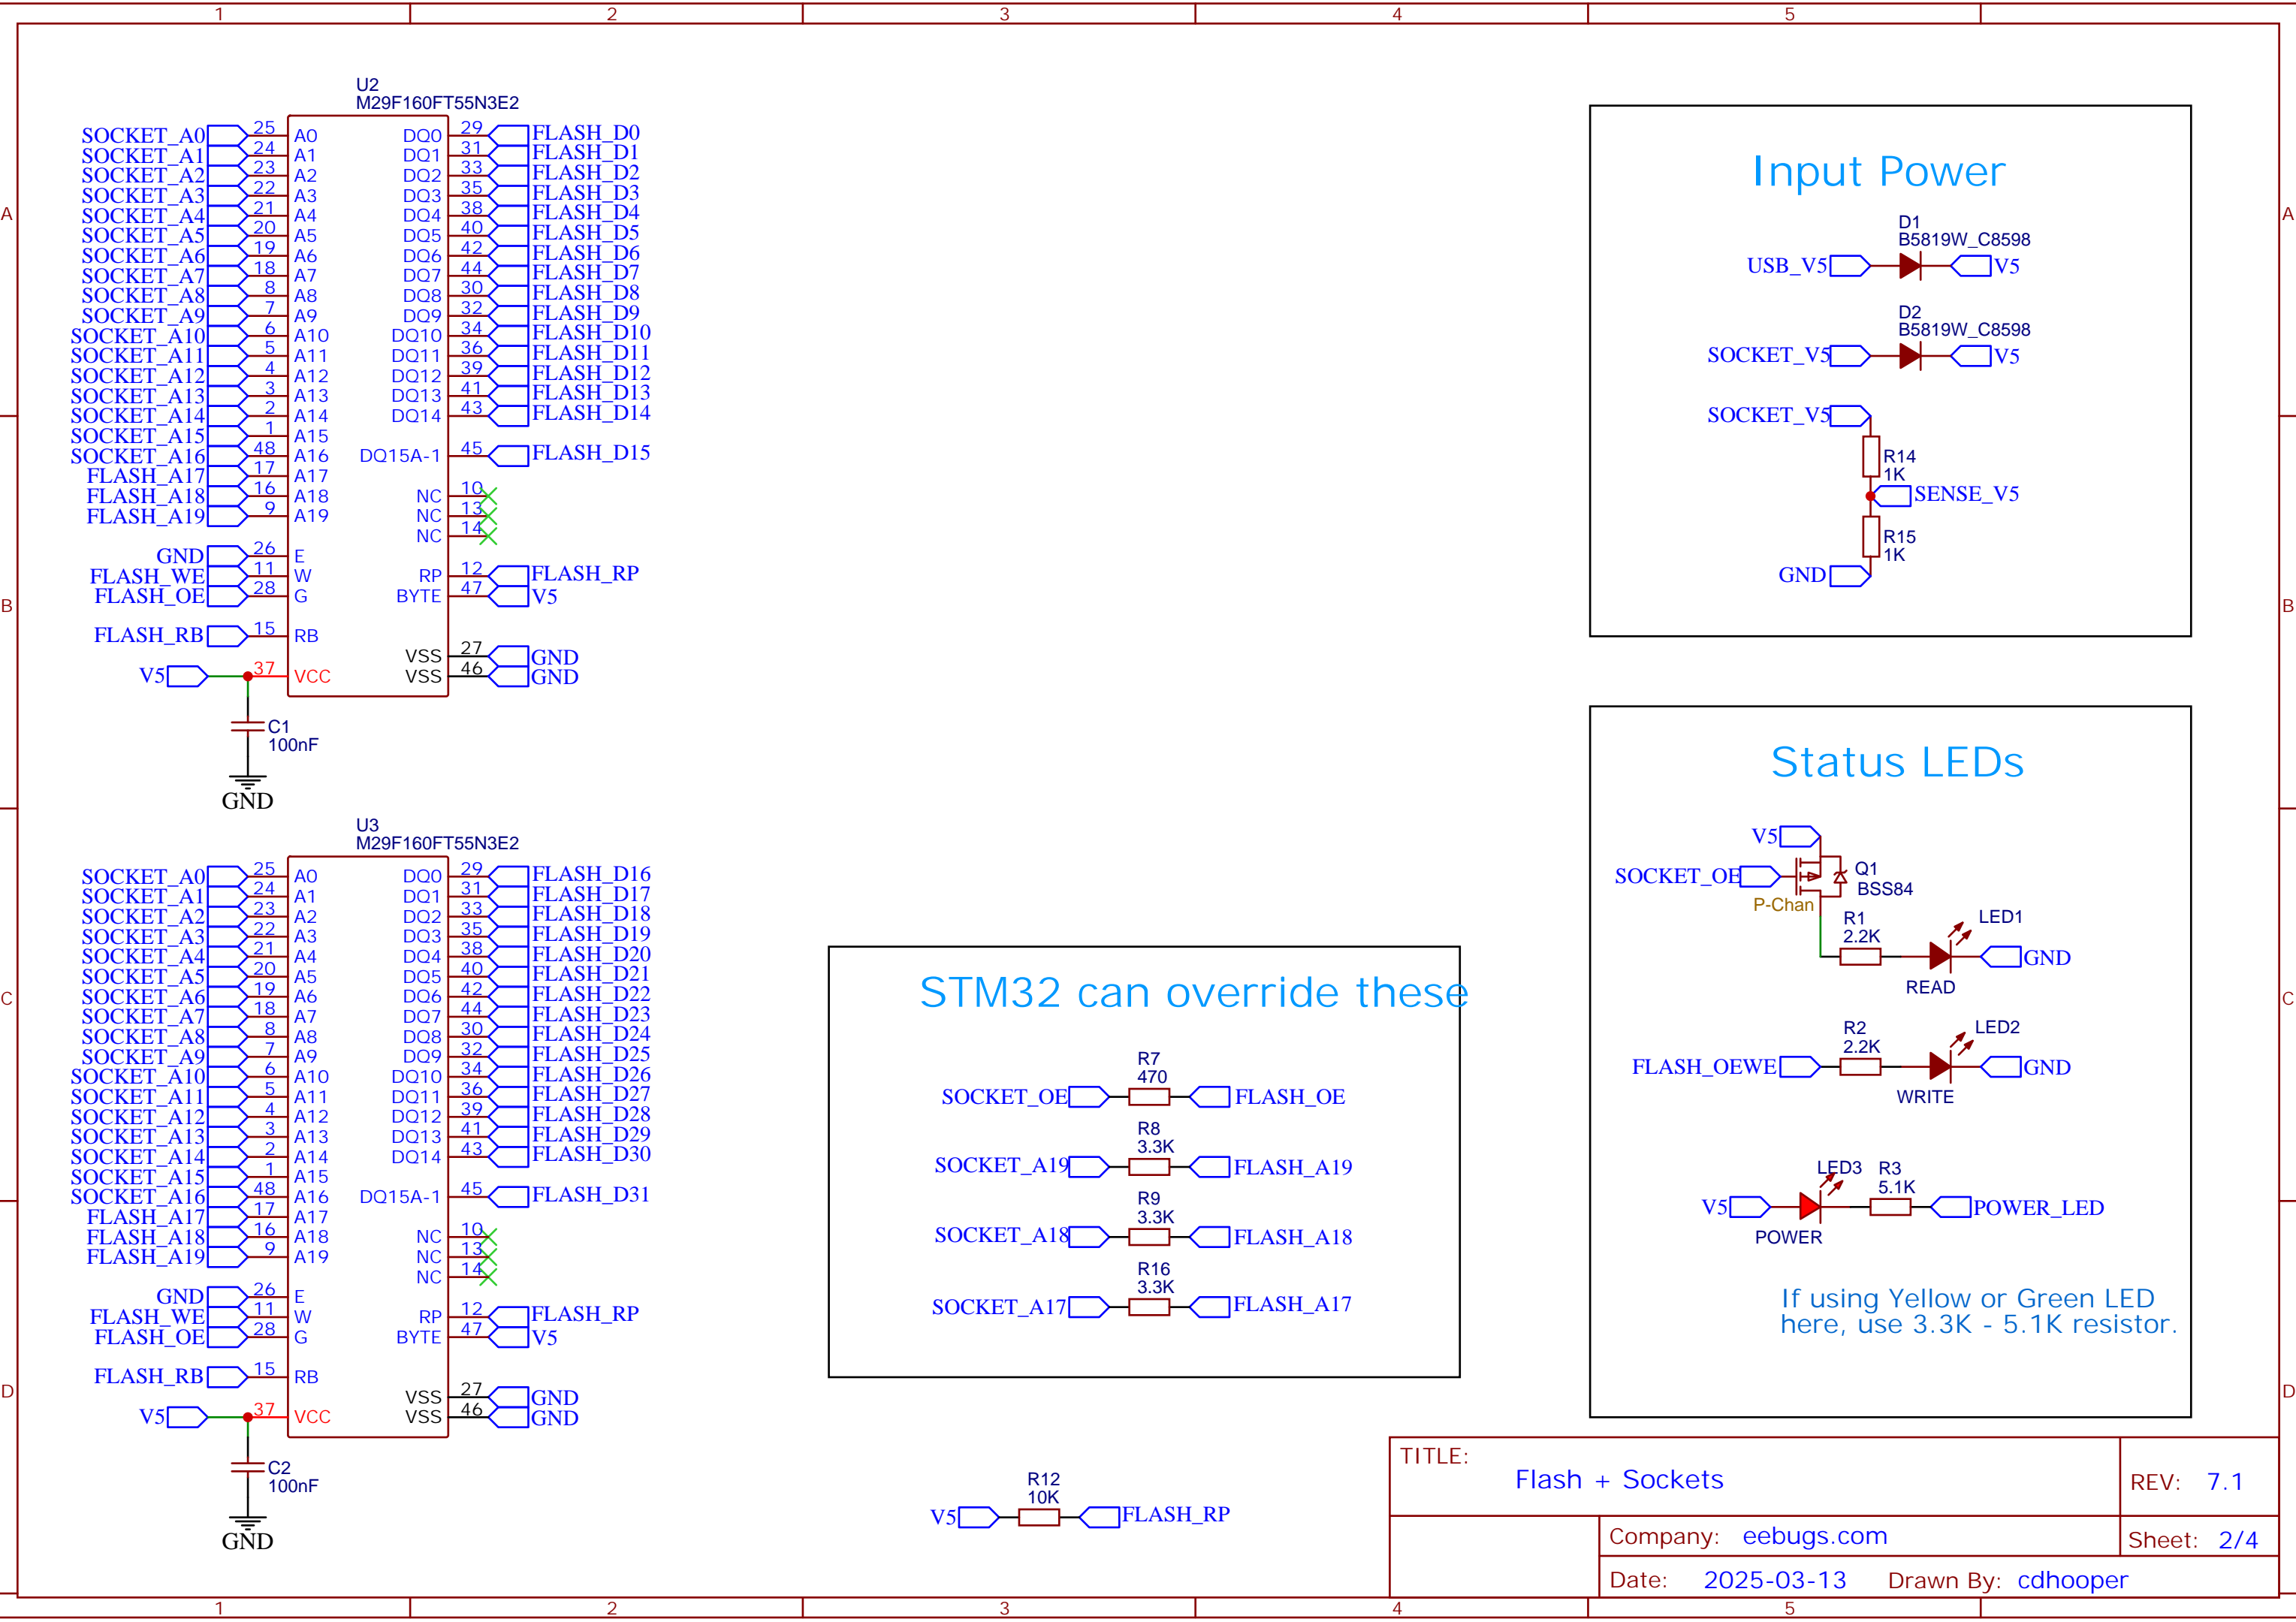 1 2 3 4 5
U2
M29F160FT55N3E2
SOCKET_A0 25 A0 DQ0 29 FLASH_D0
SOCKET_A1 24 A1 DQ1 31 FLASH_D1
SOCKET_A2 23 A2 DQ2 33 FLASH_D2
SOCKET_A3 22 A3 DQ3 35 FLASH_D3
SOCKET_A4 21 A4 DQ4 38 FLASH_D4
SOCKET_A5 20 A5 DQ5 40 FLASH_D5
SOCKET_A6 19 A6 DQ6 42 FLASH_D6
SOCKET_A7 18 A7 DQ7 44 FLASH_D7
SOCKET_A8 8 A8 DQ8 30 FLASH_D8
SOCKET_A9 7 A9 DQ9 32 FLASH_D9
SOCKET_A10 6 A10 DQ10 34 FLASH_D10
SOCKET_A11 5 A11 DQ11 36 FLASH_D11
SOCKET_A12 4 A12 DQ12 39 FLASH_D12
SOCKET_A13 3 A13 DQ13 41 FLASH_D13
SOCKET_A14 2 A14 DQ14 43 FLASH_D14
SOCKET_A15 1 A15
SOCKET_A16 48 A16 DQ15A-1 45 FLASH_D15
FLASH_A17 17 A17
FLASH_A18 16 A18 NC 10
FLASH_A19 9 A19 NC 13
NC 14
GND 26 E
FLASH_WE 11 W RP 12 FLASH_RP
FLASH_OE 28 G BYTE 47 V5
FLASH_RB 15 RB
VSS 27 GND
V5 37 VCC VSS 46 GND
C1
100nF
GND
U3
M29F160FT55N3E2
SOCKET_A0 25 A0 DQ0 29 FLASH_D16
SOCKET_A1 24 A1 DQ1 31 FLASH_D17
SOCKET_A2 23 A2 DQ2 33 FLASH_D18
SOCKET_A3 22 A3 DQ3 35 FLASH_D19
SOCKET_A4 21 A4 DQ4 38 FLASH_D20
SOCKET_A5 20 A5 DQ5 40 FLASH_D21
SOCKET_A6 19 A6 DQ6 42 FLASH_D22
SOCKET_A7 18 A7 DQ7 44 FLASH_D23
SOCKET_A8 8 A8 DQ8 30 FLASH_D24
SOCKET_A9 7 A9 DQ9 32 FLASH_D25
SOCKET_A10 6 A10 DQ10 34 FLASH_D26
SOCKET_A11 5 A11 DQ11 36 FLASH_D27
SOCKET_A12 4 A12 DQ12 39 FLASH_D28
SOCKET_A13 3 A13 DQ13 41 FLASH_D29
SOCKET_A14 2 A14 DQ14 43 FLASH_D30
SOCKET_A15 1 A15
SOCKET_A16 48 A16 DQ15A-1 45 FLASH_D31
FLASH_A17 17 A17
FLASH_A18 16 A18 NC 10
FLASH_A19 9 A19 NC 13
NC 14
GND 26 E
FLASH_WE 11 W RP 12 FLASH_RP
FLASH_OE 28 G BYTE 47 V5
FLASH_RB 15 RB
VSS 27 GND
V5 37 VCC VSS 46 GND
C2
100nF
GND
STM32 can override these
R7
470
SOCKET_OE FLASH_OE
R8
3.3K
SOCKET_A19 FLASH_A19
R9
3.3K
SOCKET_A18 FLASH_A18
R16
3.3K
SOCKET_A17 FLASH_A17
R12
10K
V5 FLASH_RP
Input Power
D1
B5819W_C8598
USB_V5 V5
D2
B5819W_C8598
SOCKET_V5 V5
SOCKET_V5
R14
1K
SENSE_V5
R15
1K
GND
Status LEDs
V5
SOCKET_OE Q1
BSS84
P-Chan
R1 LED1
2.2K
GND
READ
R2 LED2
2.2K
FLASH_OEWE GND
WRITE
LED3 R3
5.1K
V5 POWER_LED
POWER
If using Yellow or Green LED
here, use 3.3K - 5.1K resistor.
TITLE:
Flash + Sockets
REV: 7.1
Company: eebugs.com
Sheet: 2/4
Date: 2025-03-13 Drawn By: cdhooper
A A
B B
C C
D D
1 2 3 4 5